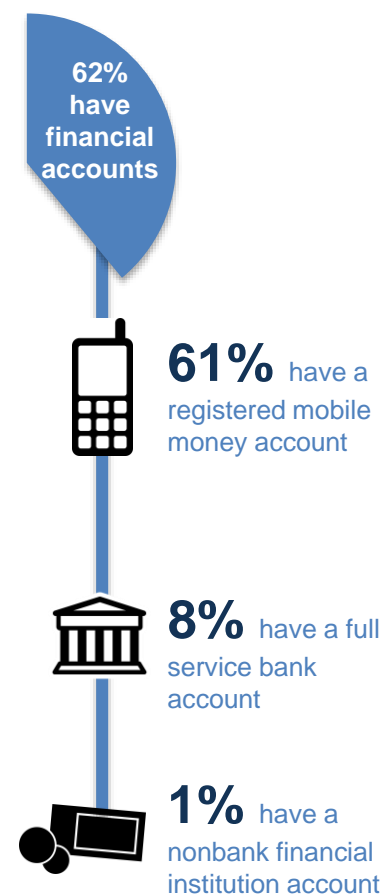 62%
have
financial
accounts
61% have a
registered mobile
money account
8% have a full
service bank
account
1% have a
nonbank financial
institution account